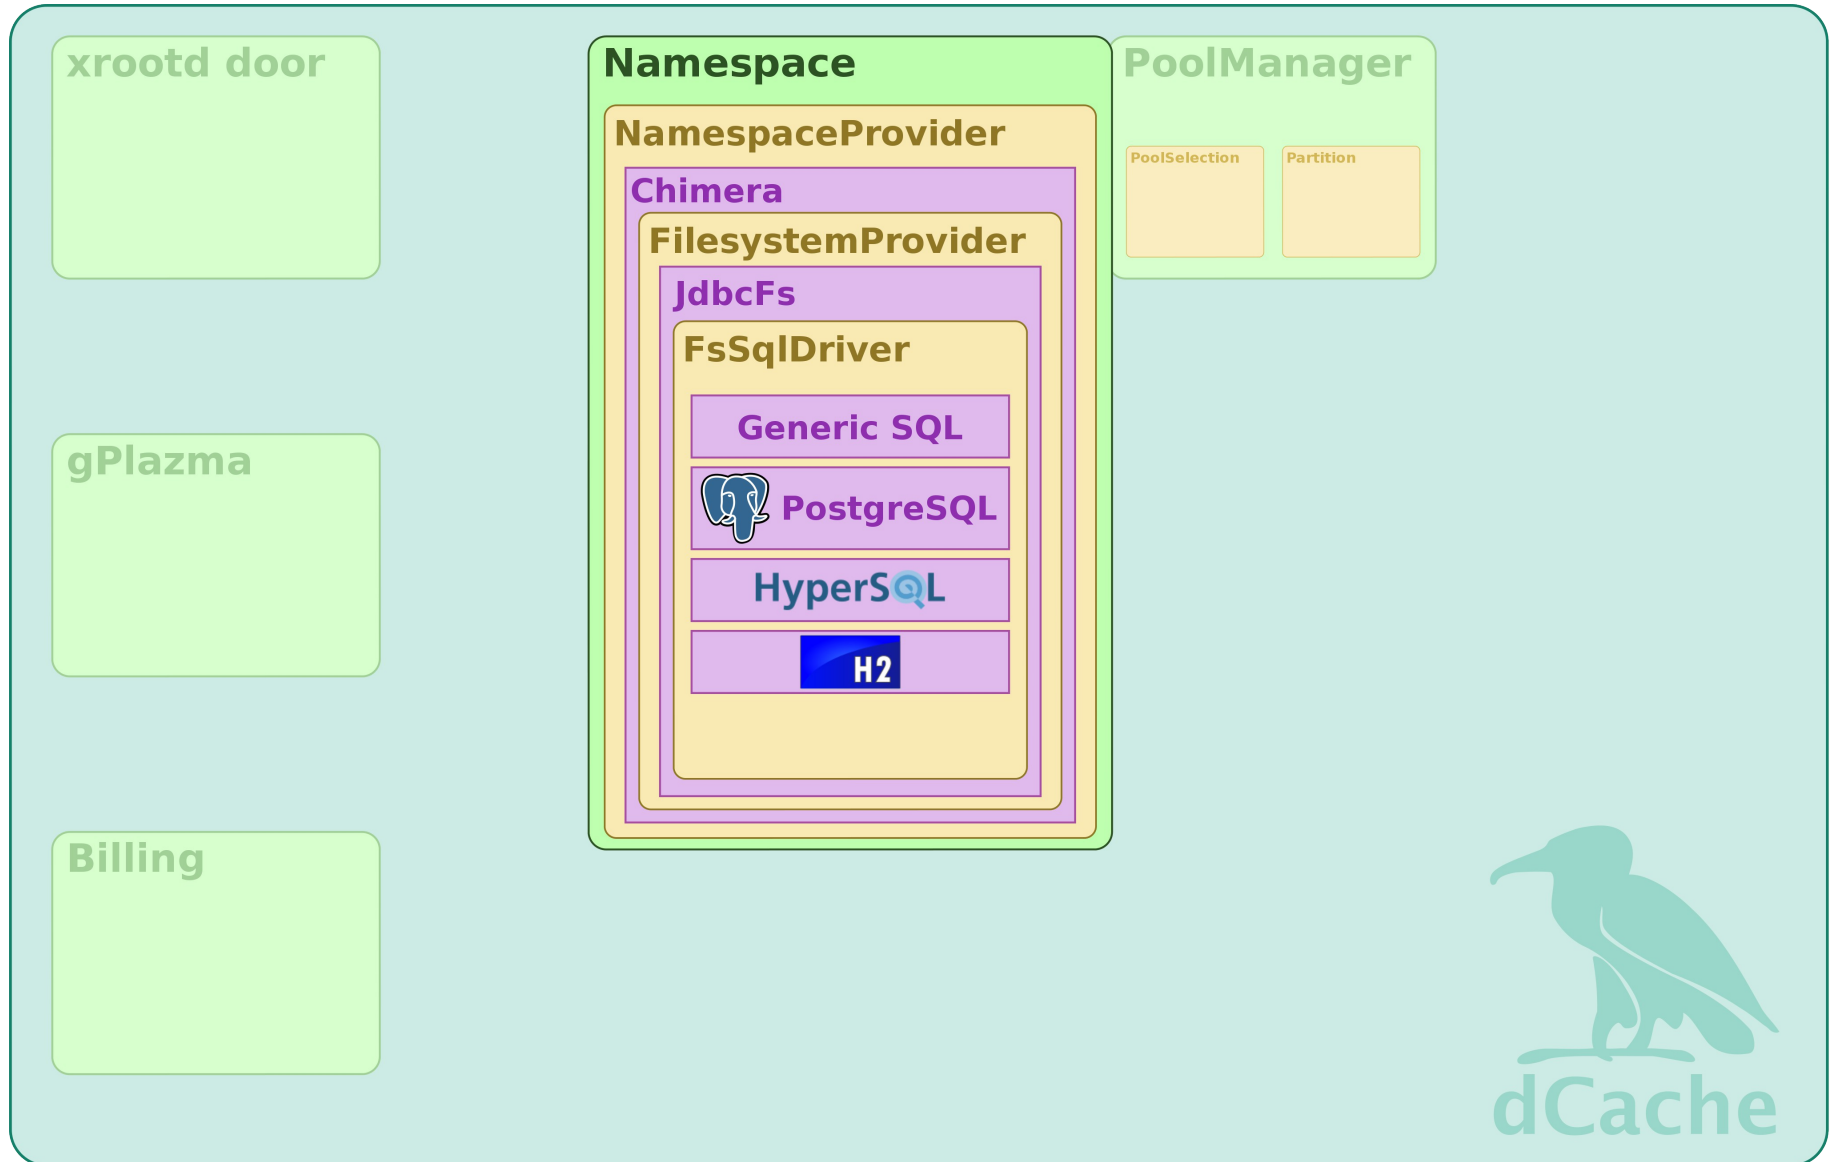 xrootd door
Namespace
PoolManager
NamespaceProvider
PoolSelection
Partition
Chimera
FilesystemProvider
JdbcFs
FsSqlDriver
Generic SQL
gPlazma
PostgreSQL
HyperSQL
H2
Billing
dCache